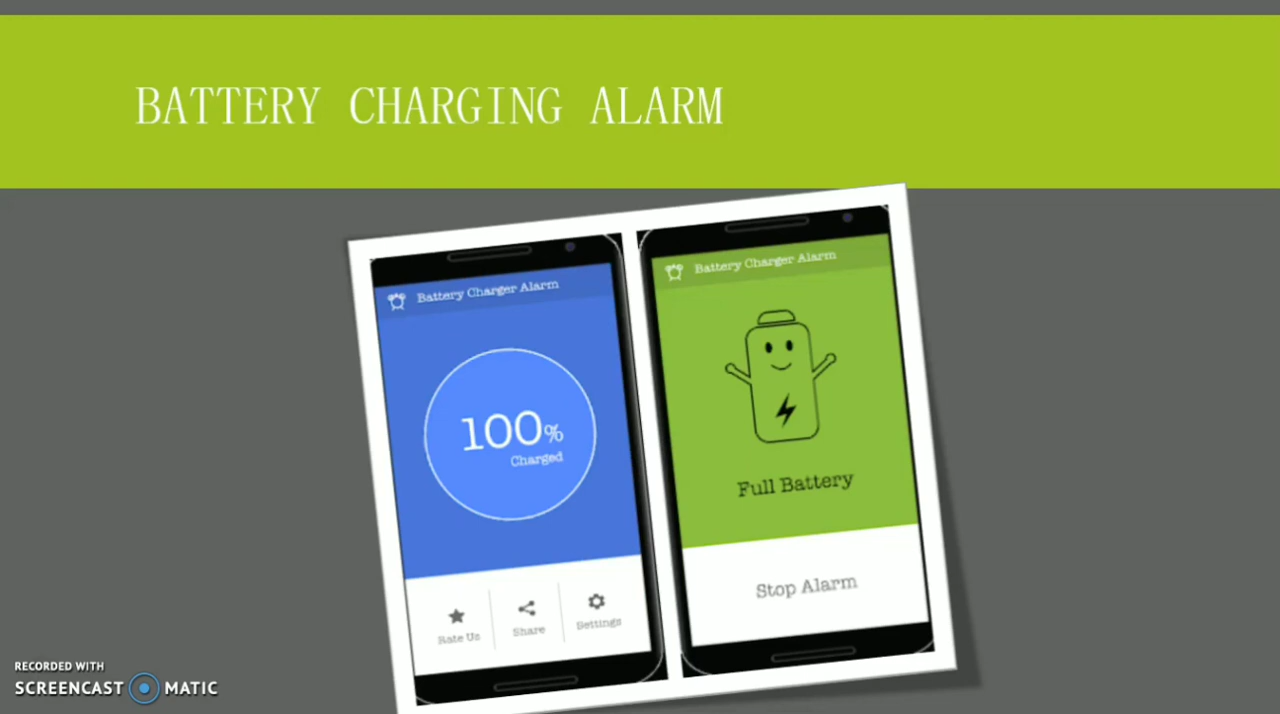 BATTERY CHARGING ALARM
Battery Charger Alarm
100%
Charged
Rate Us
Share
Settings
Battery Charger Alarm
Full Battery
Stop Alarm
RECORDED WITH
SCREENCAST MATIC